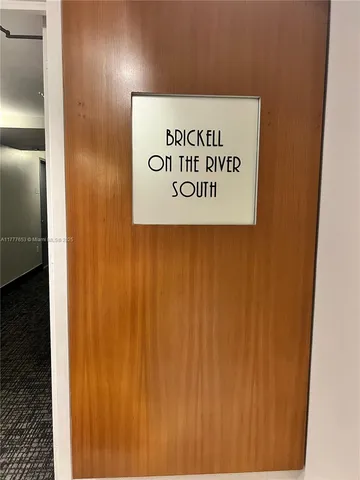 BRICKELL
ON THE RIVER
SOUTH